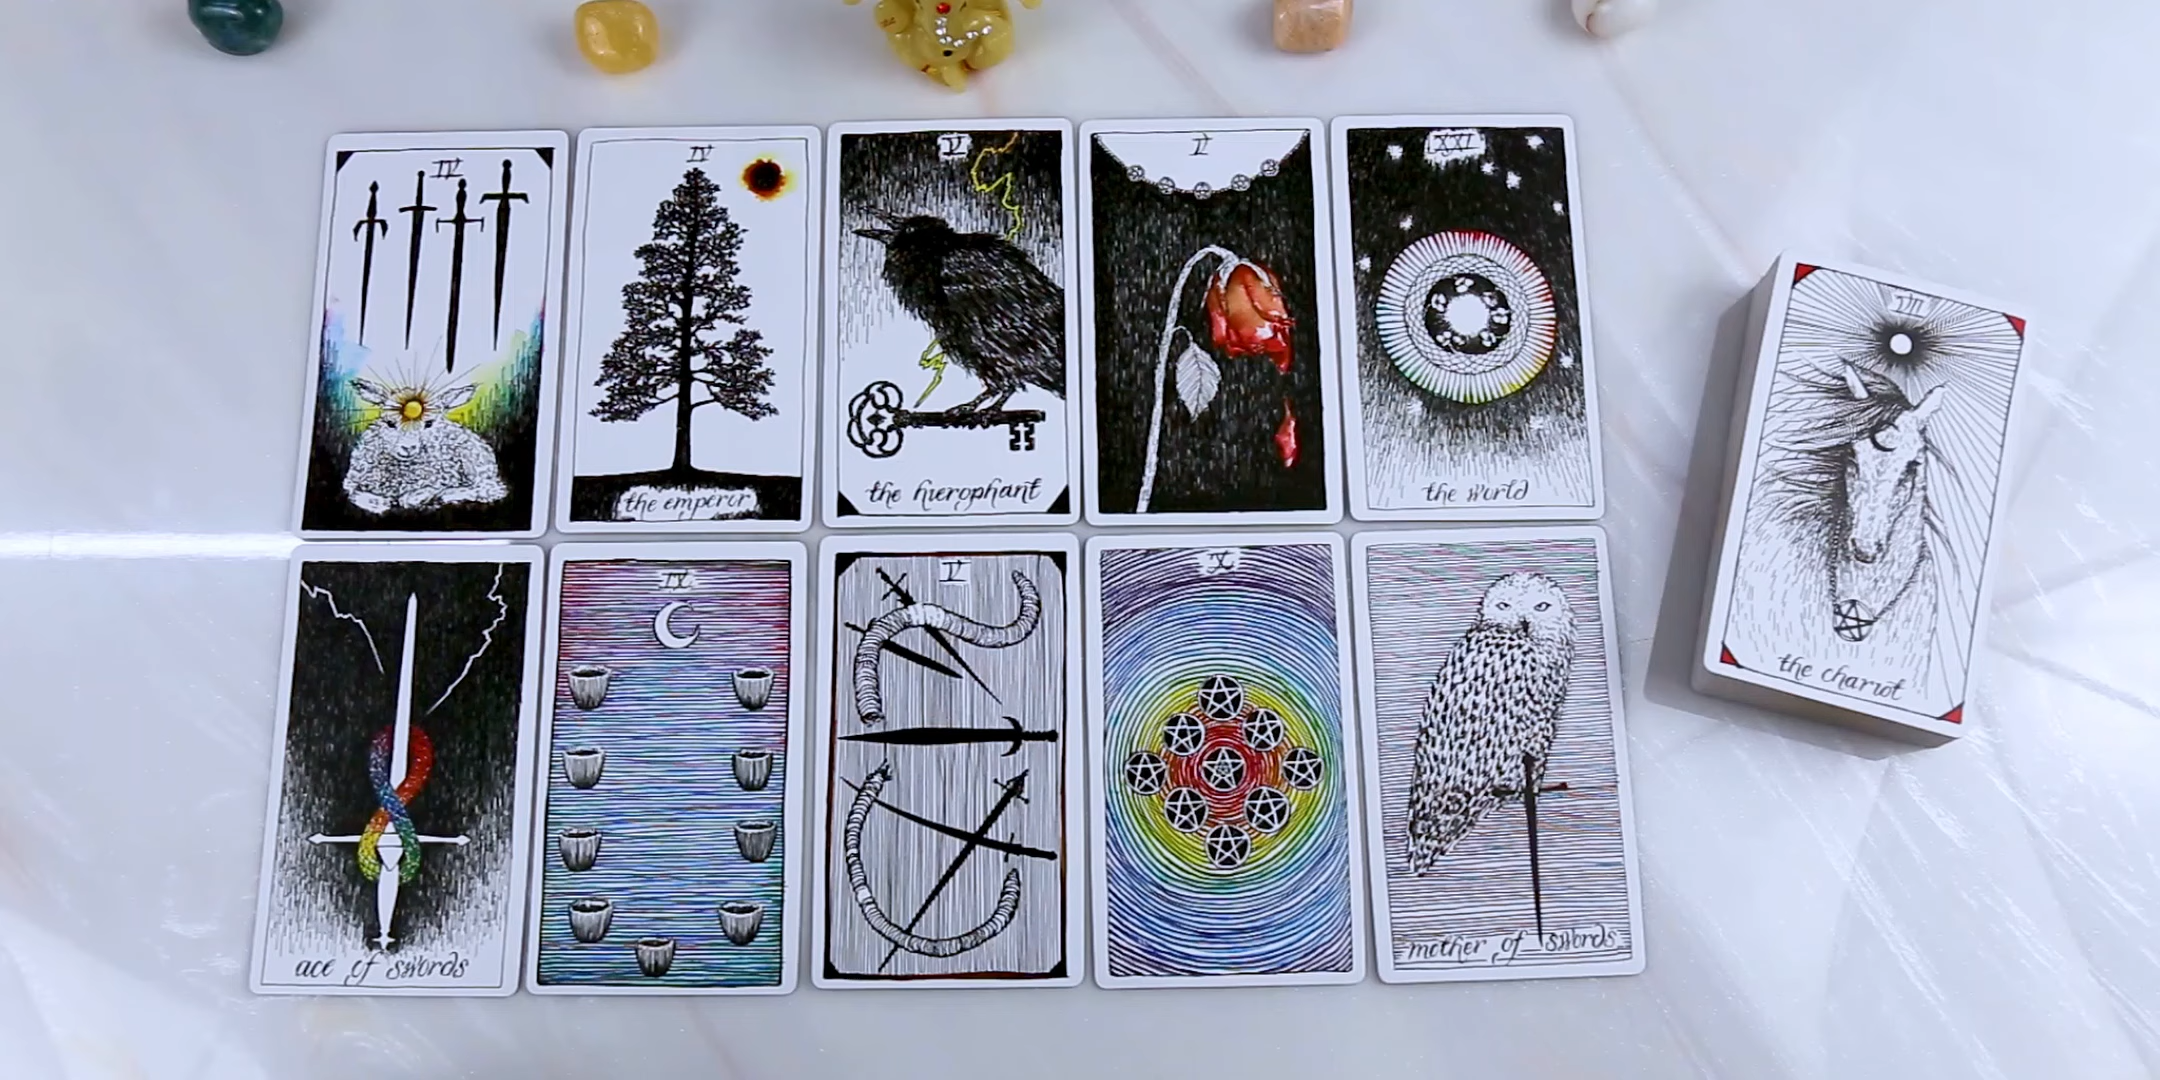 IV
IV
the emperor
V
the hierophant
V
XXI
the world
ace of swords
IX
V
X
mother of swords
VII
the chariot